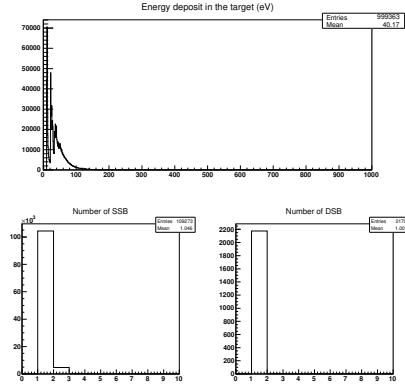 Energy deposit in the target (eV)
Entries 999363
Mean 40.17
70000
60000
50000
40000
30000
20000
10000
0
0 100 200 300 400 500 600 700 800 900 1000
Number of SSB
Entries 109273
Mean 1.046
×10³
100
80
60
40
20
0
0 1 2 3 4 5 6 7 8 9 10
Number of DSB
Entries
Mean
2200
2000
1800
1600
1400
1200
1000
800
600
400
200
0
0 1 2 3 4 5 6 7 8 9 10